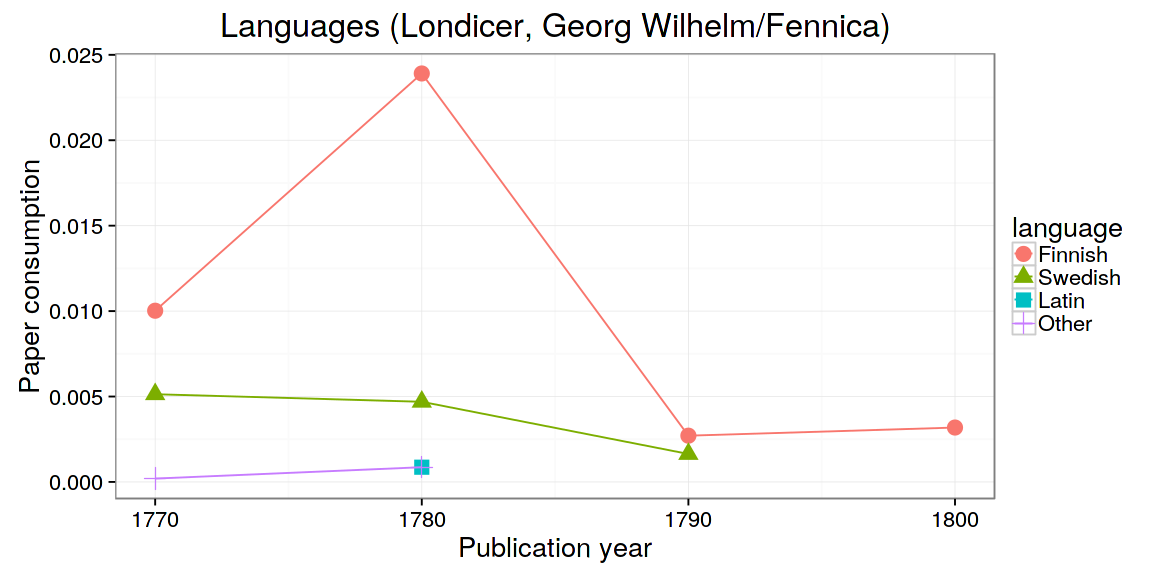 Languages (Londicer, Georg Wilhelm/Fennica)
0.025
0.020
0.015
0.010
0.005
0.000
Paper consumption
1770 1780 1790 1800
Publication year
language
Finnish
Swedish
Latin
Other